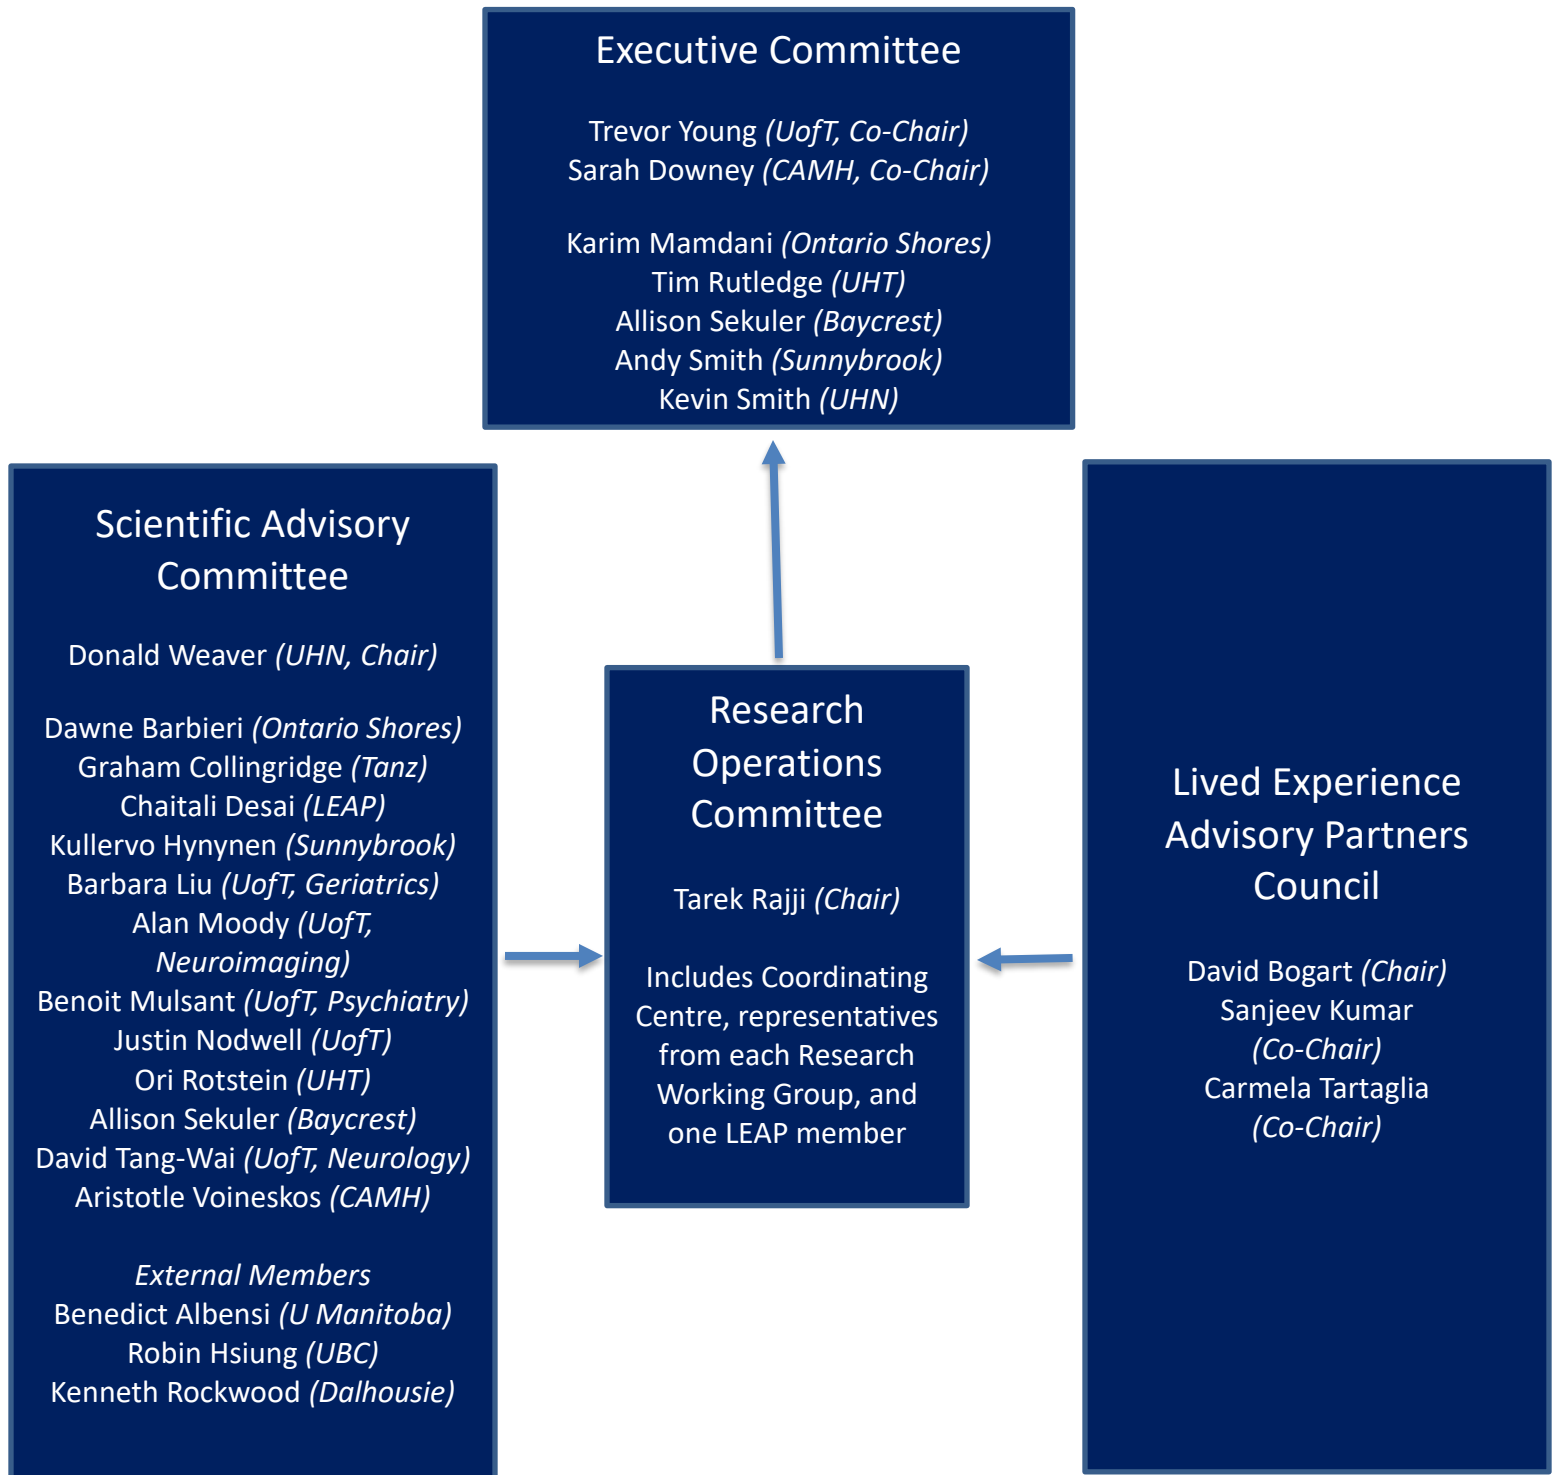 Executive Committee
Trevor Young (UofT, Co-Chair)
Sarah Downey (CAMH, Co-Chair)
Karim Mamdani (Ontario Shores)
Tim Rutledge (UHT)
Allison Sekuler (Baycrest)
Andy Smith (Sunnybrook)
Kevin Smith (UHN)
Scientific Advisory
Committee
Donald Weaver (UHN, Chair)
Dawne Barbieri (Ontario Shores)
Graham Collingridge (Tanz)
Chaitali Desai (LEAP)
Kullervo Hynynen (Sunnybrook)
Barbara Liu (UofT, Geriatrics)
Alan Moody (UofT,
Neuroimaging)
Benoit Mulsant (UofT, Psychiatry)
Justin Nodwell (UofT)
Ori Rotstein (UHT)
Allison Sekuler (Baycrest)
David Tang-Wai (UofT, Neurology)
Aristotle Voineskos (CAMH)
External Members
Benedict Albensi (U Manitoba)
Robin Hsiung (UBC)
Kenneth Rockwood (Dalhousie)
Research
Operations
Committee
Tarek Rajji (Chair)
Includes Coordinating
Centre, representatives
from each Research
Working Group, and
one LEAP member
Lived Experience
Advisory Partners
Council
David Bogart (Chair)
Sanjeev Kumar
(Co-Chair)
Carmela Tartaglia
(Co-Chair)